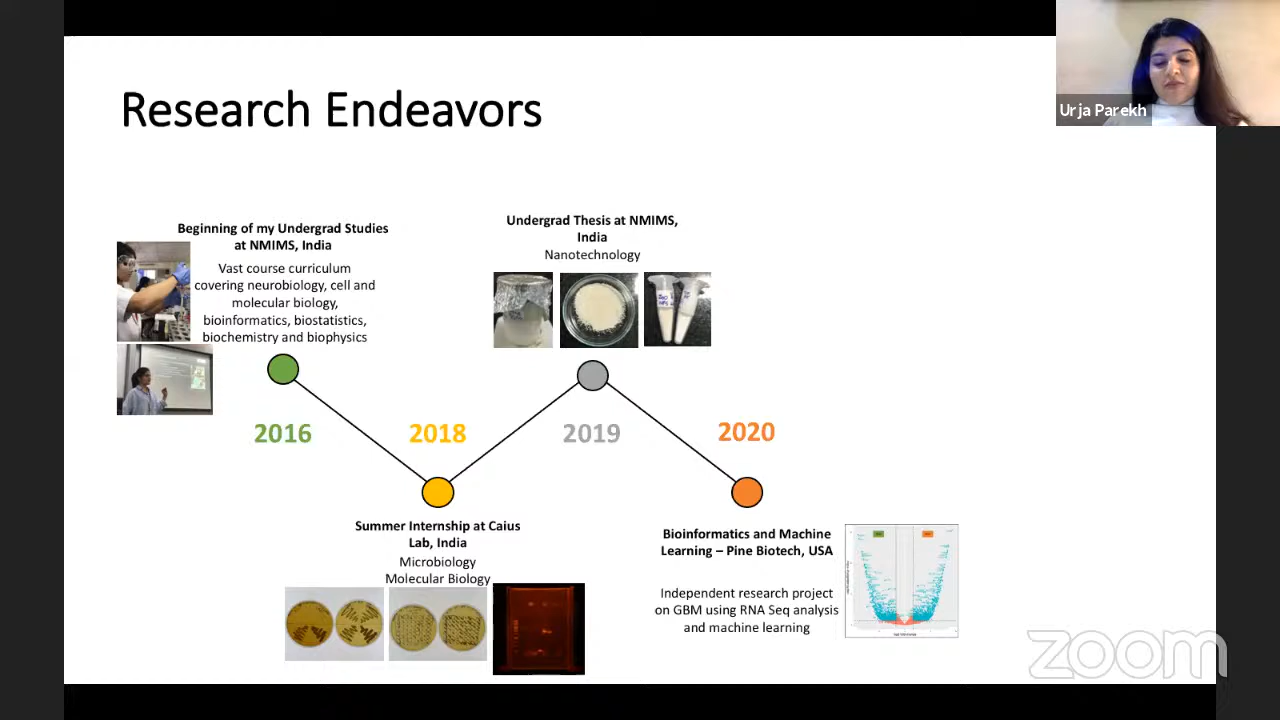 Research Endeavors
Urja Parekh
Beginning of my Undergrad Studies
at NMIMS, India
Vast course curriculum
covering neurobiology, cell and
molecular biology,
bioinformatics, biostatistics,
biochemistry and biophysics
Undergrad Thesis at NMIMS,
India
Nanotechnology
2016
2018
2019
2020
Summer Internship at Caius
Lab, India
Microbiology
Molecular Biology
Bioinformatics and Machine
Learning – Pine Biotech, USA
Independent research project
on GBM using RNA Seq analysis
and machine learning
zoom